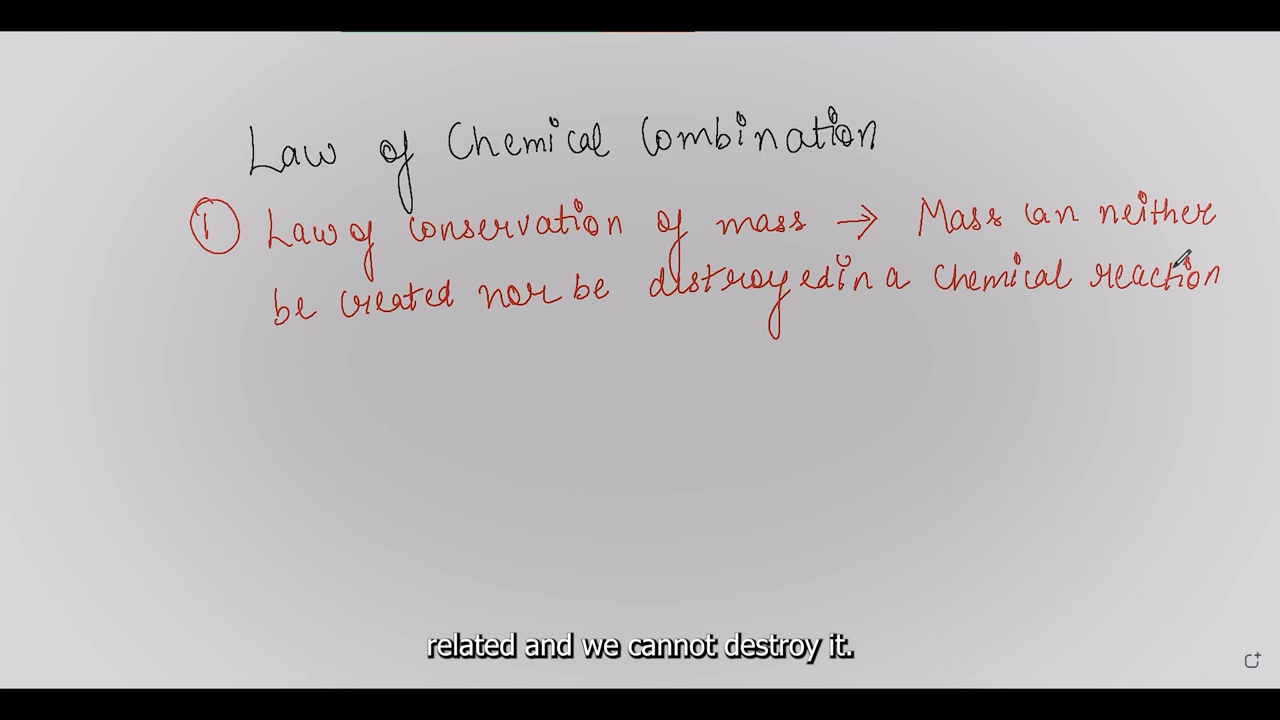 Law of Chemical Combination
① Law of conservation of mass → Mass can neither
be created nor be destroyed in a chemical reaction
related and we cannot destroy it.